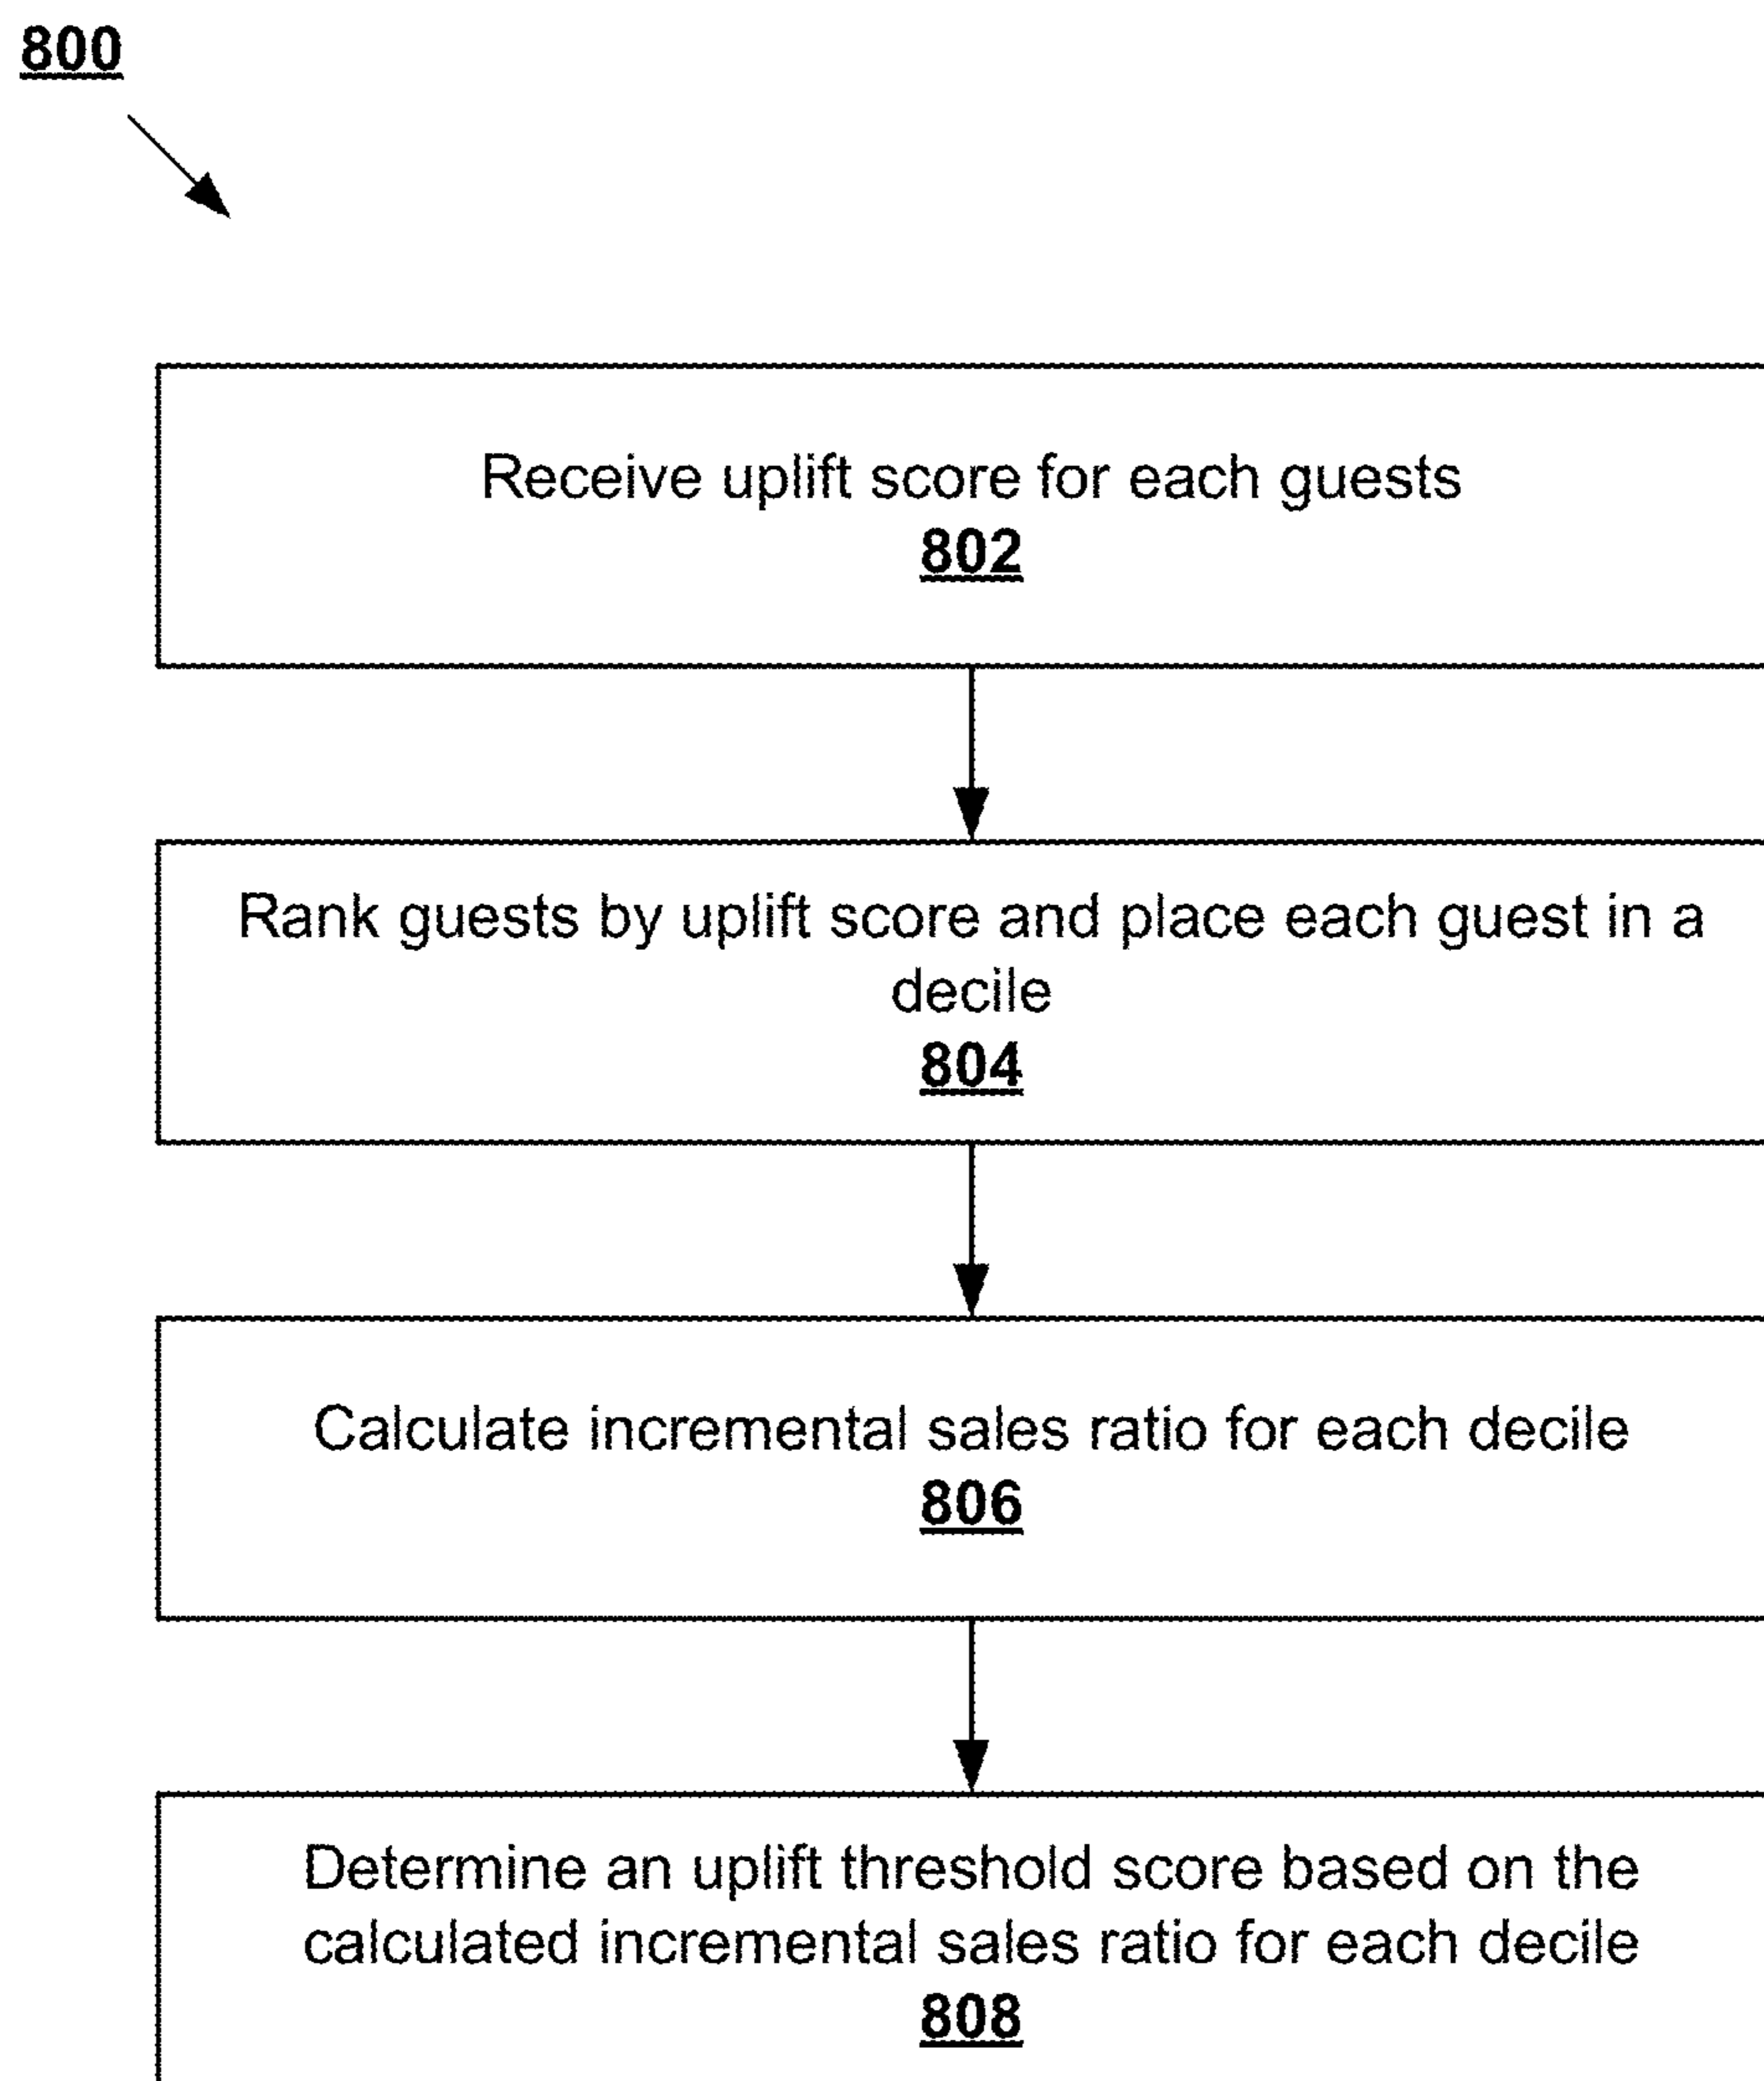 800
Receive uplift score for each guests
802
Rank guests by uplift score and place each guest in a
decile
804
Calculate incremental sales ratio for each decile
806
Determine an uplift threshold score based on the
calculated incremental sales ratio for each decile
808